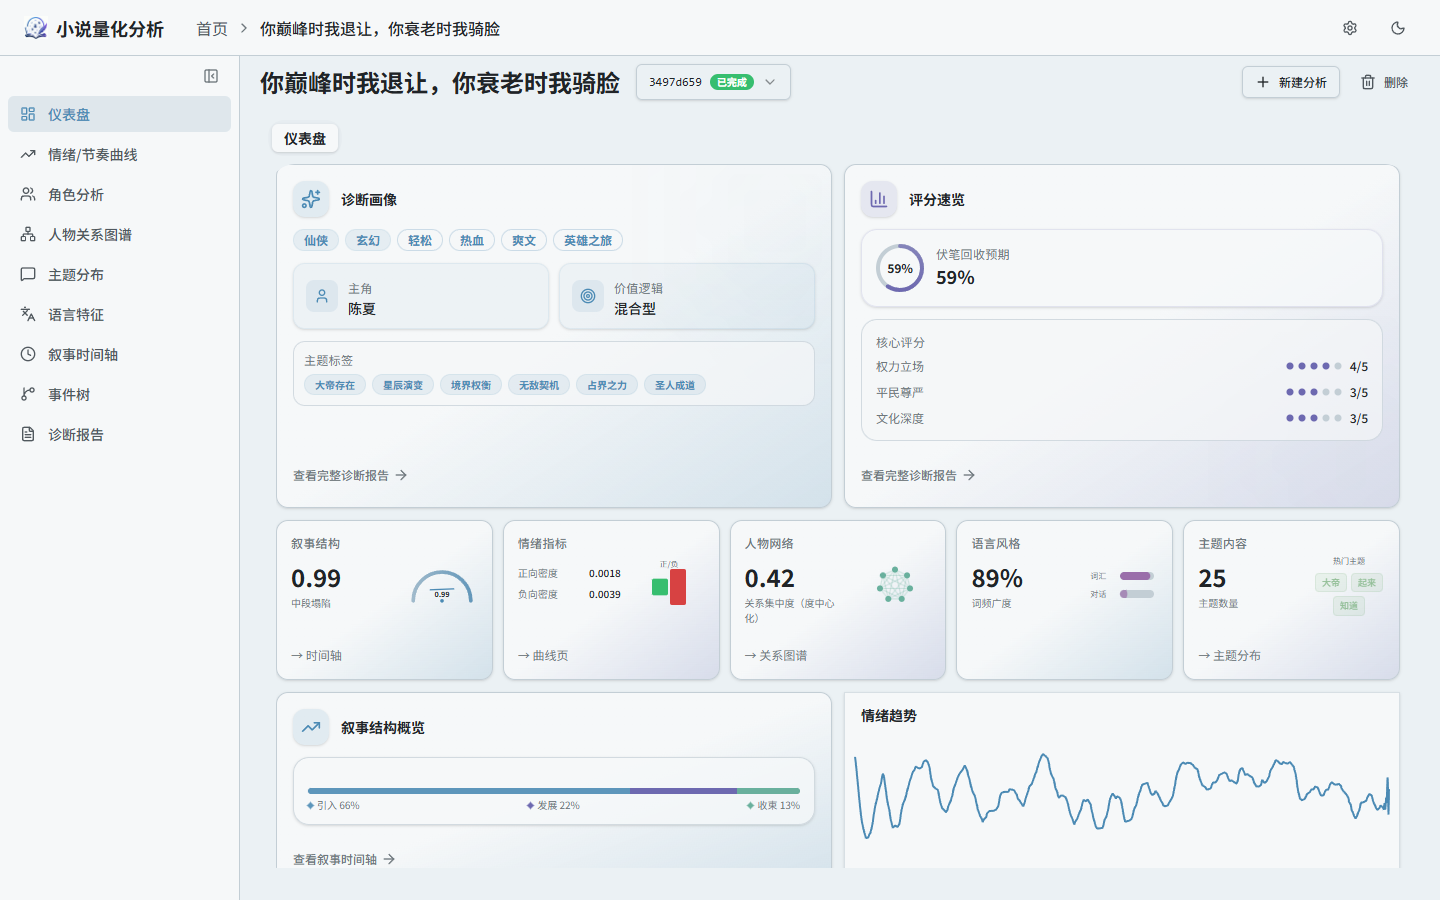 小说量化分析
首页 > 你巅峰时我退让，你衰老时我骑脸
你巅峰时我退让，你衰老时我骑脸
3497d659 已完成
新建分析
删除
仪表盘
情绪/节奏曲线
角色分析
人物关系图谱
主题分布
语言特征
叙事时间轴
事件树
诊断报告
仪表盘
诊断画像
仙侠 玄幻 轻松 热血 爽文 英雄之旅
主角
陈夏
价值逻辑
混合型
主题标签
大帝存在 星辰演变 境界权衡 无敌契机 占界之力 圣人成道
查看完整诊断报告 →
评分速览
59%
伏笔回收预期
59%
核心评分
权力立场 4/5
平民尊严 3/5
文化深度 3/5
查看完整诊断报告 →
叙事结构
0.99
中段塌陷
0.99
→ 时间轴
情绪指标
正向密度 0.0018
负向密度 0.0039
正/负
→ 曲线页
人物网络
0.42
关系集中度（度中心
化）
→ 关系图谱
语言风格
89%
词频广度
词汇
对话
主题内容
25
主题数量
热门主题
大帝 起来
知道
→ 主题分布
叙事结构概览
引入 66%
发展 22%
收束 13%
查看叙事时间轴 →
情绪趋势